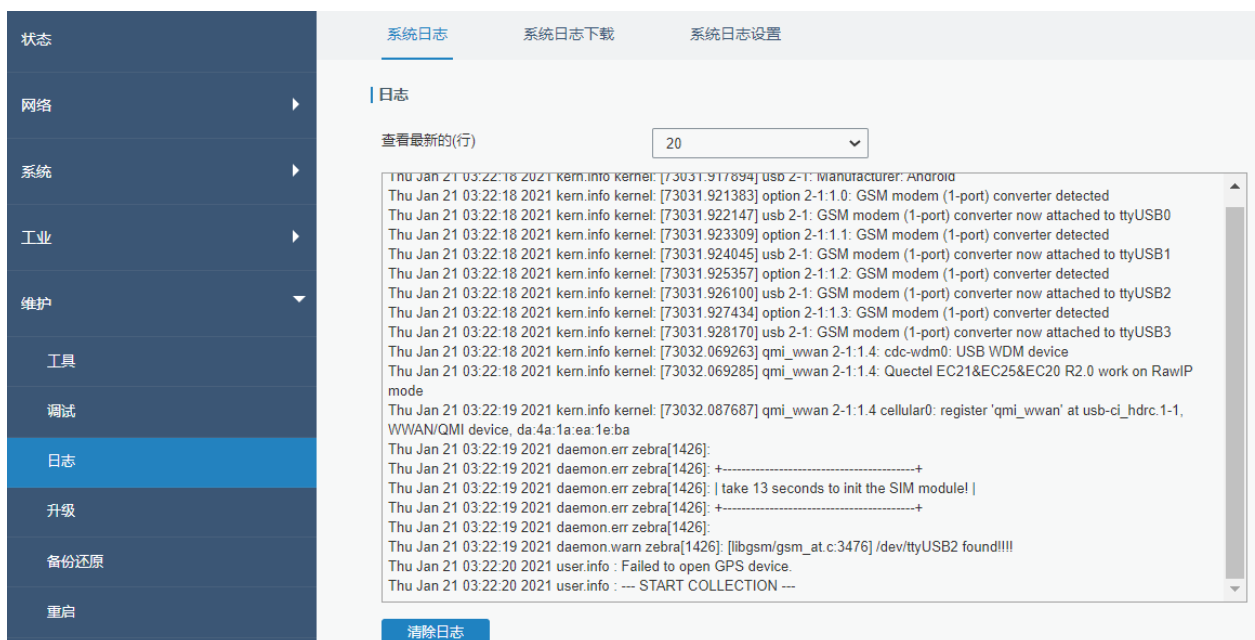 状态
网络
系统
工业
维护
工具
调试
日志
升级
备份还原
重启
系统日志 系统日志下载 系统日志设置
日志
查看最新的(行) 20
Thu Jan 21 03:22:18 2021 kern.info kernel: [73031.917894] usb 2-1: Manufacturer: Android
Thu Jan 21 03:22:18 2021 kern.info kernel: [73031.921383] option 2-1:1.0: GSM modem (1-port) converter detected
Thu Jan 21 03:22:18 2021 kern.info kernel: [73031.922147] usb 2-1: GSM modem (1-port) converter now attached to ttyUSB0
Thu Jan 21 03:22:18 2021 kern.info kernel: [73031.923309] option 2-1:1.1: GSM modem (1-port) converter detected
Thu Jan 21 03:22:18 2021 kern.info kernel: [73031.924045] usb 2-1: GSM modem (1-port) converter now attached to ttyUSB1
Thu Jan 21 03:22:18 2021 kern.info kernel: [73031.925357] option 2-1:1.2: GSM modem (1-port) converter detected
Thu Jan 21 03:22:18 2021 kern.info kernel: [73031.926100] usb 2-1: GSM modem (1-port) converter now attached to ttyUSB2
Thu Jan 21 03:22:18 2021 kern.info kernel: [73031.927434] option 2-1:1.3: GSM modem (1-port) converter detected
Thu Jan 21 03:22:18 2021 kern.info kernel: [73031.928170] usb 2-1: GSM modem (1-port) converter now attached to ttyUSB3
Thu Jan 21 03:22:18 2021 kern.info kernel: [73032.069263] qmi_wwan 2-1:1.4: cdc-wdm0: USB WDM device
Thu Jan 21 03:22:18 2021 kern.info kernel: [73032.069285] qmi_wwan 2-1:1.4: Quectel EC21&EC25&EC20 R2.0 work on RawIP
mode
Thu Jan 21 03:22:19 2021 kern.info kernel: [73032.087687] qmi_wwan 2-1:1.4 cellular0: register 'qmi_wwan' at usb-ci_hdrc.1-1,
WWAN/QMI device, da:4a:1a:ea:1e:ba
Thu Jan 21 03:22:19 2021 daemon.err zebra[1426]:
Thu Jan 21 03:22:19 2021 daemon.err zebra[1426]: +-----------------------------------------+
Thu Jan 21 03:22:19 2021 daemon.err zebra[1426]: | take 13 seconds to init the SIM module! |
Thu Jan 21 03:22:19 2021 daemon.err zebra[1426]: +-----------------------------------------+
Thu Jan 21 03:22:19 2021 daemon.err zebra[1426]:
Thu Jan 21 03:22:19 2021 daemon.warn zebra[1426]: [libgsm/gsm_at.c:3476] /dev/ttyUSB2 found!!!!
Thu Jan 21 03:22:20 2021 user.info : Failed to open GPS device.
Thu Jan 21 03:22:20 2021 user.info : --- START COLLECTION ---
清除日志